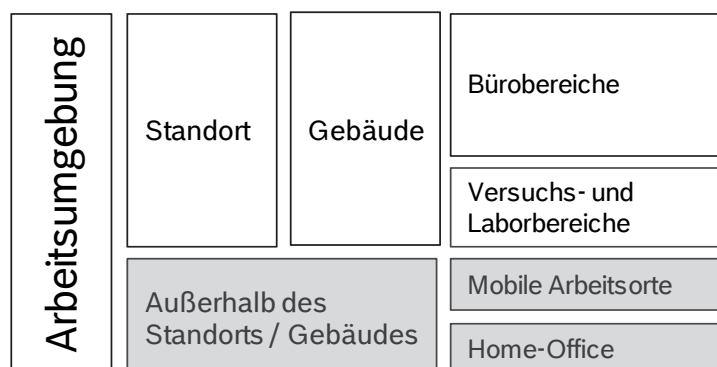 Arbeitsumgebung
Standort
Gebäude
Bürobereiche
Versuchs- und
Laborbereiche
Außerhalb des
Standorts / Gebäudes
Mobile Arbeitsorte
Home-Office